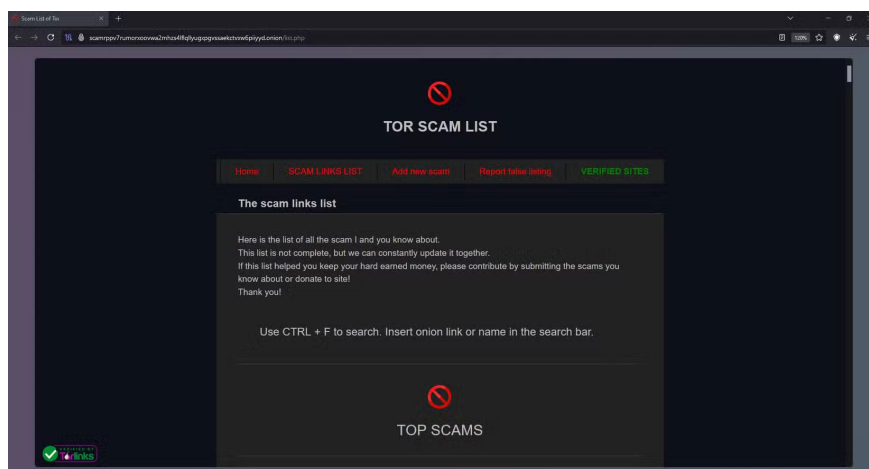 Scam List of Tor
120%
TOR SCAM LIST
Home
SCAM LINKS LIST
Add new scam
Report false listing
VERIFIED SITES
The scam links list
Here is the list of all the scam I and you know about.
This list is not complete, but we can constantly update it together.
If this list helped you keep your hard earned money, please contribute by submitting the scams you
know about or donate to site!
Thank you!
Use CTRL + F to search. Insert onion link or name in the search bar.
TOP SCAMS
Torlinks